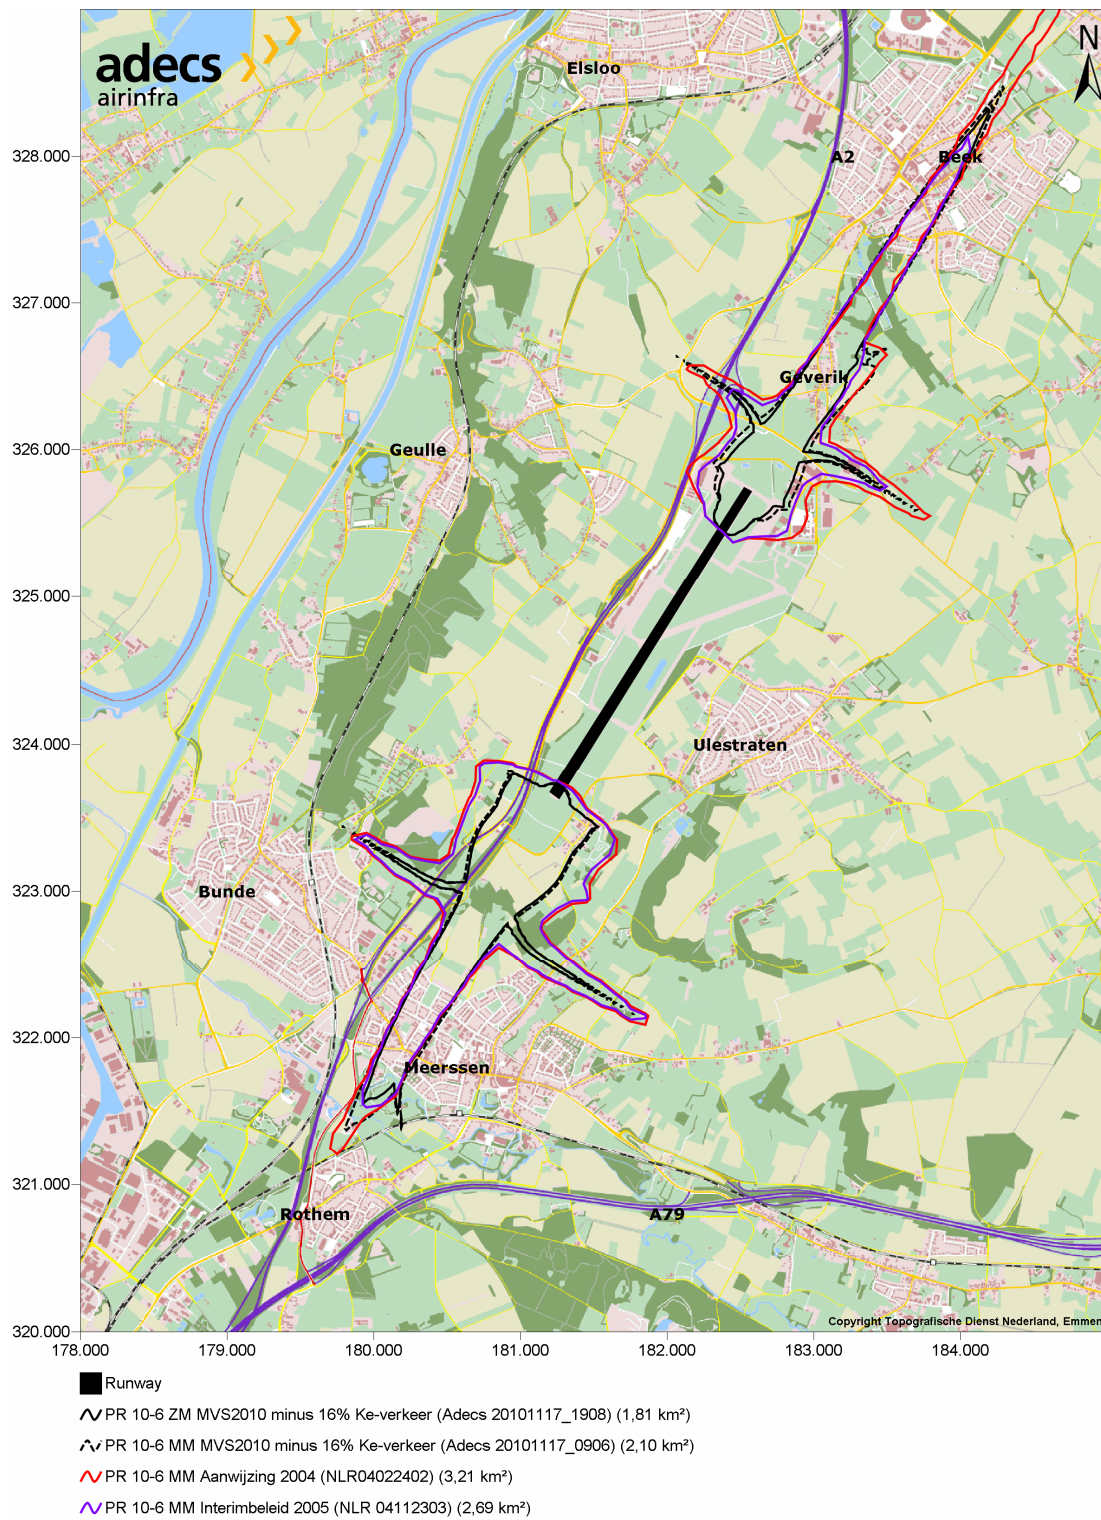 adecs
airinfra
N
Elsloo
A2
Beek
328.000
327.000
Geverik
326.000
Geulle
325.000
324.000
Ulestraten
323.000
Bunde
322.000
Meerssen
321.000
Rothem
A79
320.000
Copyright Topografische Dienst Nederland, Emmen
178.000 179.000 180.000 181.000 182.000 183.000 184.000
Runway
PR 10-6 ZM MVS2010 minus 16% Ke-verkeer (Adecs 20101117_1908) (1,81 km²)
PR 10-6 MM MVS2010 minus 16% Ke-verkeer (Adecs 20101117_0906) (2,10 km²)
PR 10-6 MM Aanwijzing 2004 (NLR04022402) (3,21 km²)
PR 10-6 MM Interimbeleid 2005 (NLR 04112303) (2,69 km²)